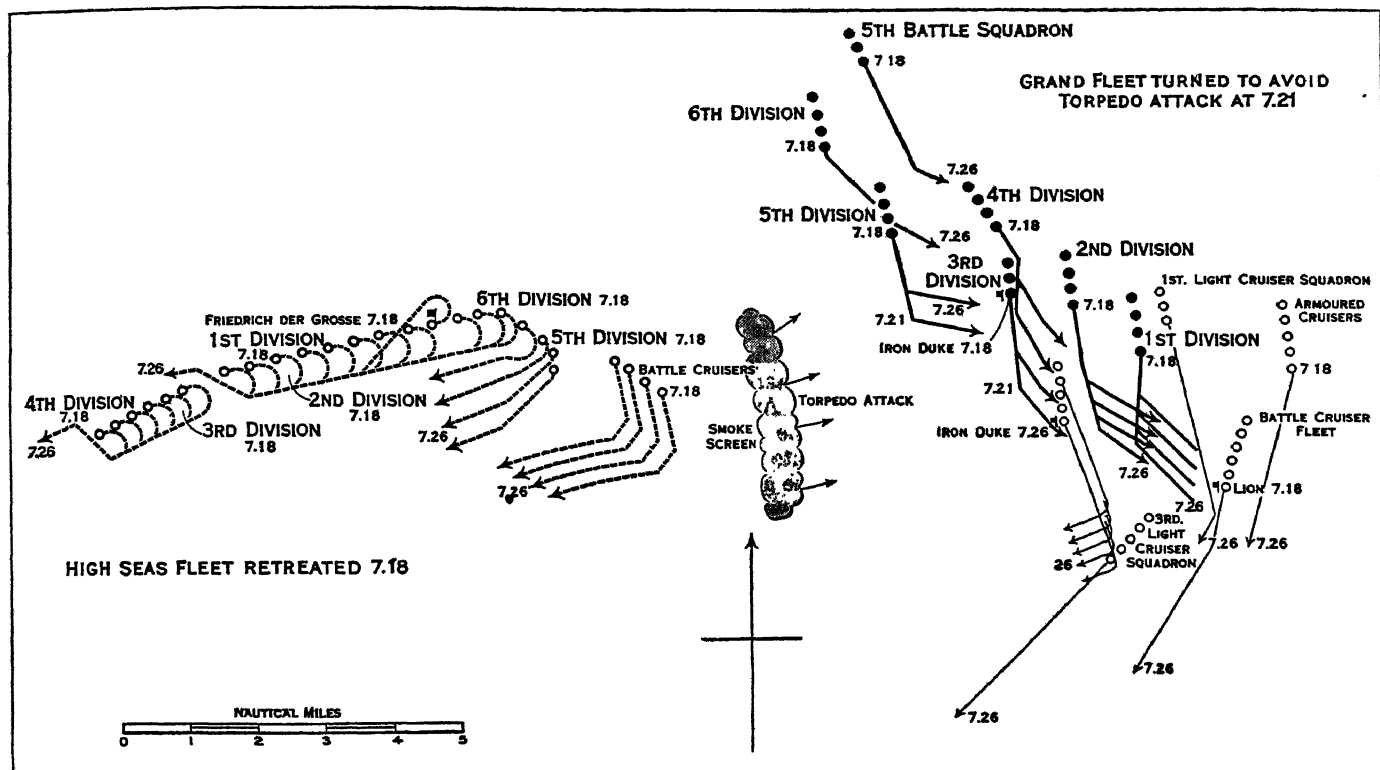 5TH BATTLE SQUADRON
7.18
GRAND FLEET TURNED TO AVOID
TORPEDO ATTACK AT 7.21
6TH DIVISION
7.18
7.26
4TH DIVISION
7.18
5TH DIVISION
7.18
7.26
2ND DIVISION
7.18
3RD
DIVISION
7.26
7.21
IRON DUKE 7.18
1ST. LIGHT CRUISER SQUADRON
ARMOURED
CRUISERS
7 18
1ST DIVISION
7.18
6TH DIVISION 7.18
FRIEDRICH DER GROSSE 7.18
1ST DIVISION
7.18
5TH DIVISION
7.18
7.26
BATTLE CRUISERS
7.18
2ND DIVISION
7.18
4TH DIVISION
7.18
7.26
3RD DIVISION
7.18
7.26
7.26
TORPEDO ATTACK
SMOKE
SCREEN
7.21
IRON DUKE 7.26
BATTLE CRUISER
FLEET
7.26
7.26
LION 7.18
3RD.
LIGHT
CRUISER
SQUADRON
26
7.26
7.26
7.26
7.26
HIGH SEAS FLEET RETREATED 7.18
NAUTICAL MILES
0 1 2 3 4 5